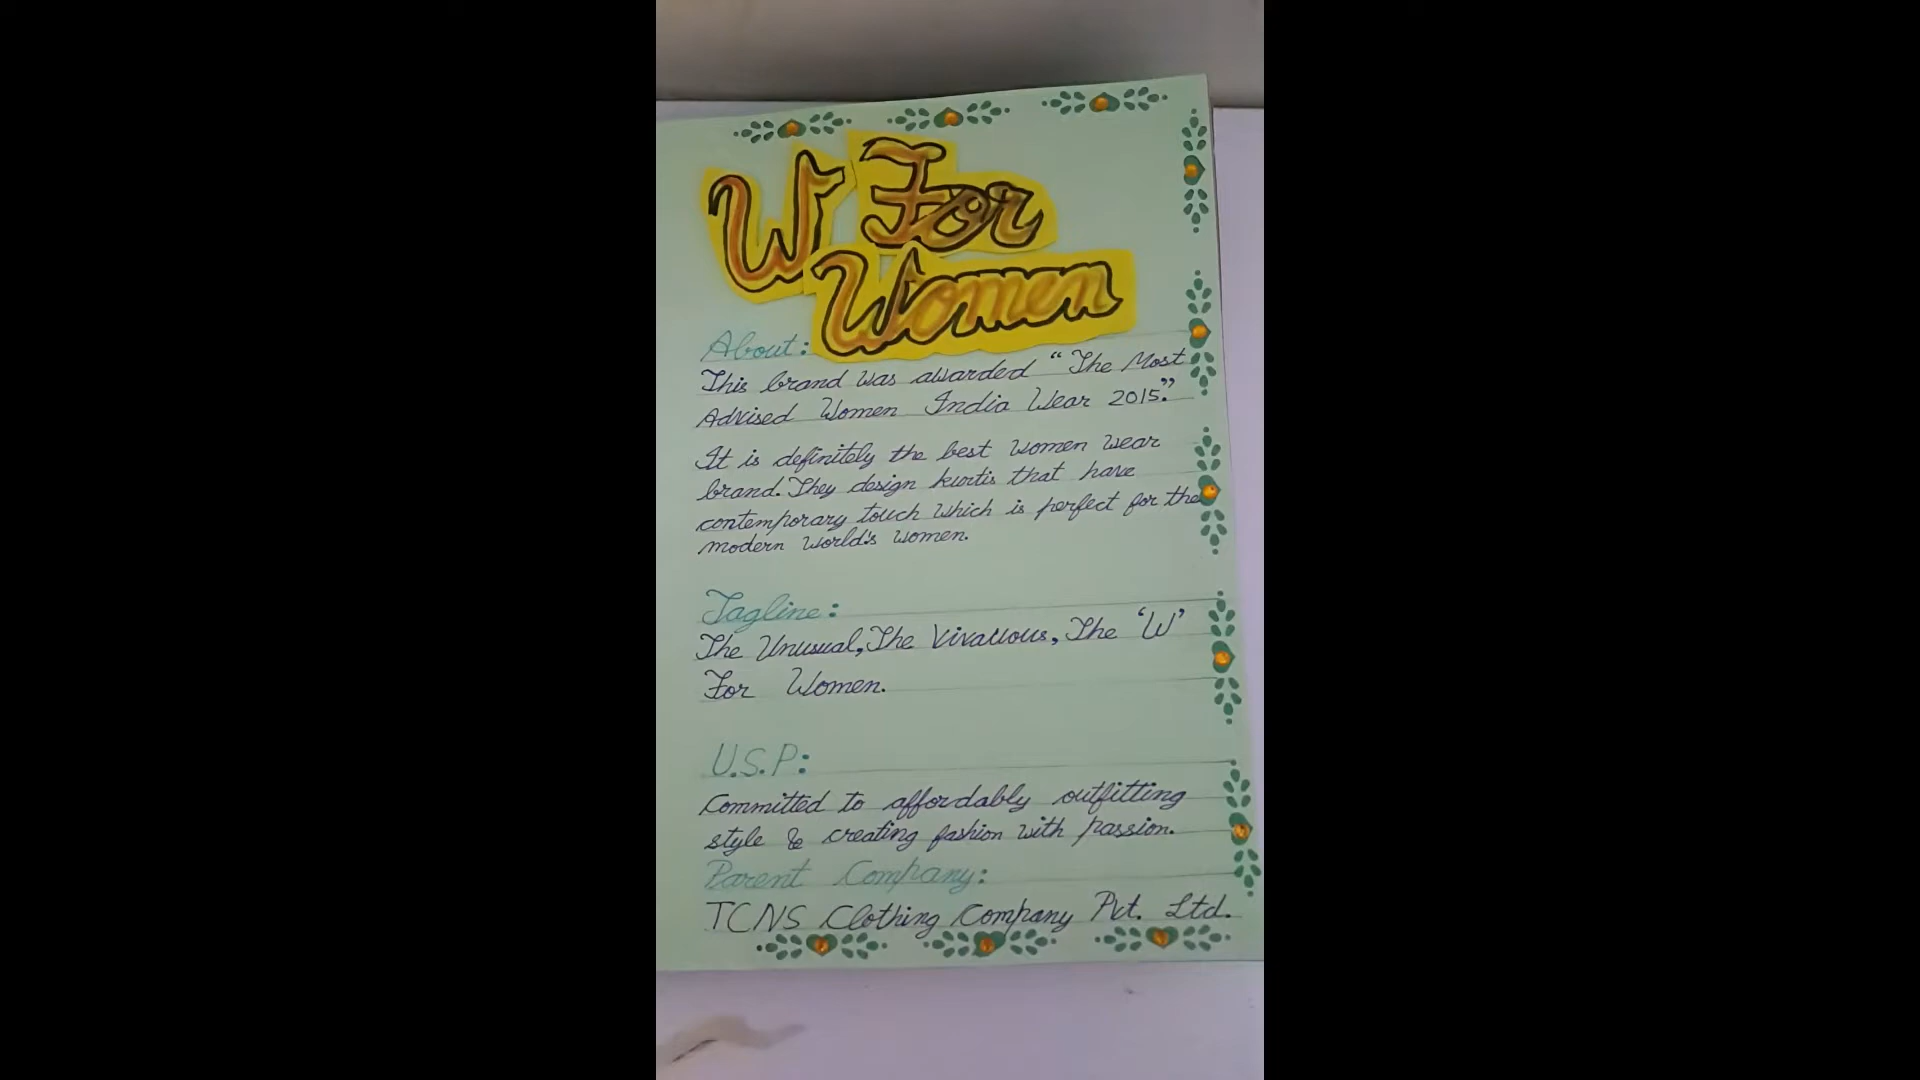 W For
Women
About:
This brand was awarded "The Most
Advised Women India Wear 2015."
It is definitely the best women wear
brand. They design kurtis that have
contemporary touch which is perfect for the
modern world's women.
Tagline:
The Unusual, The Vivacious, The 'W'
For Women.
U.S.P:
Committed to affordably outfitting
style & creating fashion with passion.
Parent Company:
TCNS Clothing Company Pvt. Ltd.